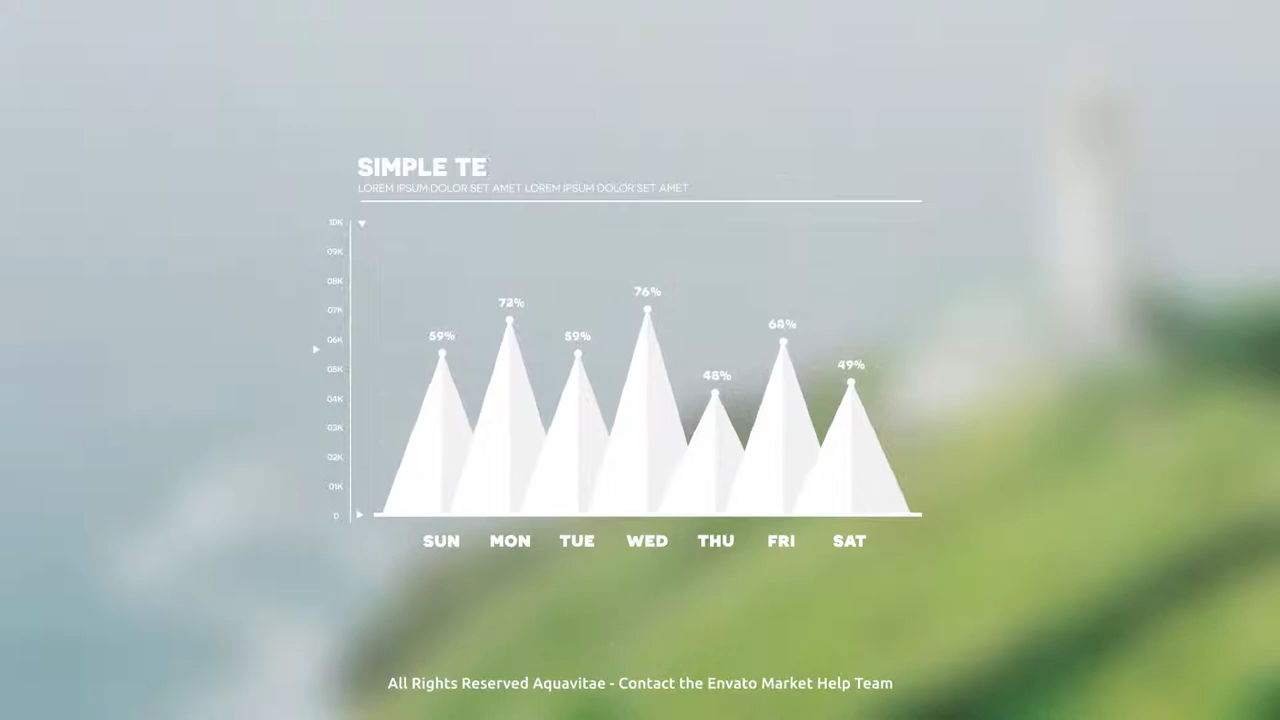 SIMPLE TE
LOREM IPSUM DOLOR SET AMET LOREM IPSUM DOLOR SET AMET
10K
09K
08K
07K
06K
05K
04K
03K
02K
01K
0
59%
72%
59%
76%
48%
64%
49%
SUN MON TUE WED THU FRI SAT
All Rights Reserved Aquavitae - Contact the Envato Market Help Team